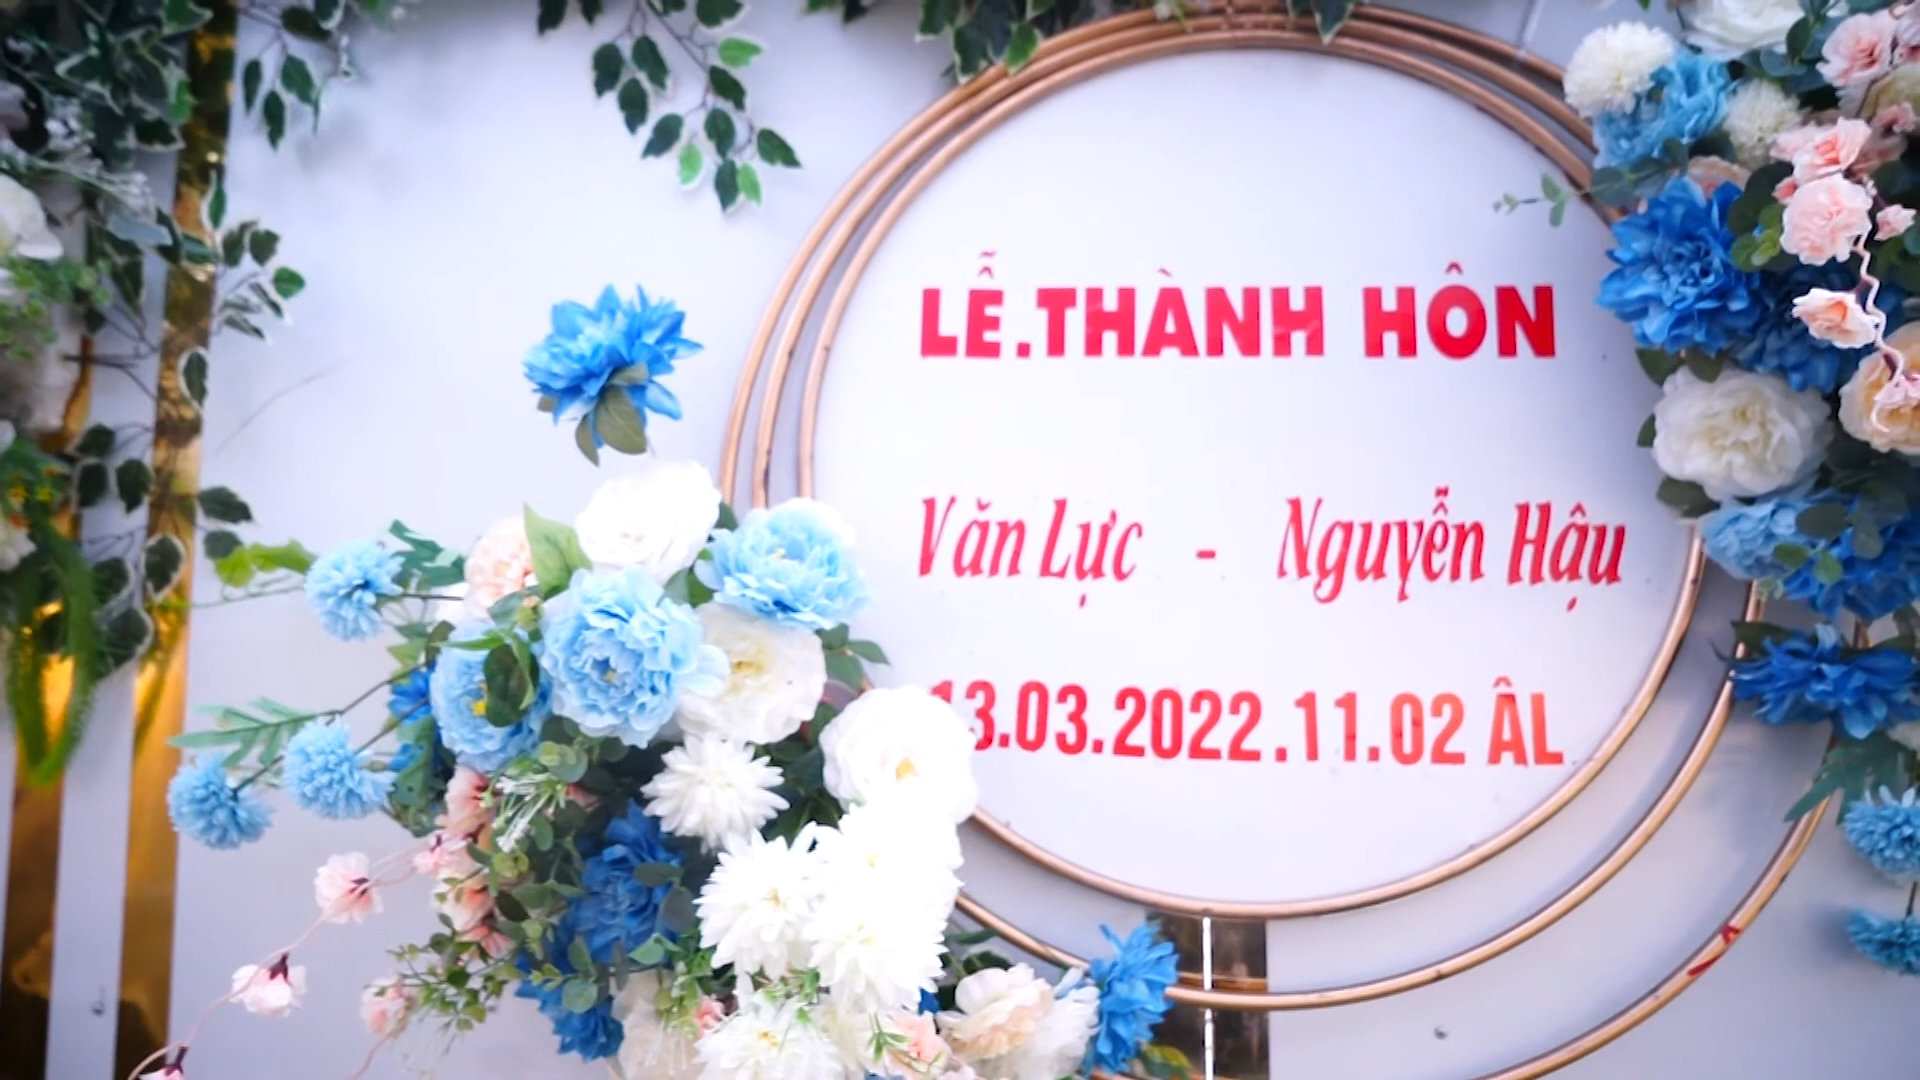 LỄ.THÀNH HÔN
Văn Lực - Nguyễn Hậu
13.03.2022.11.02 ÂL